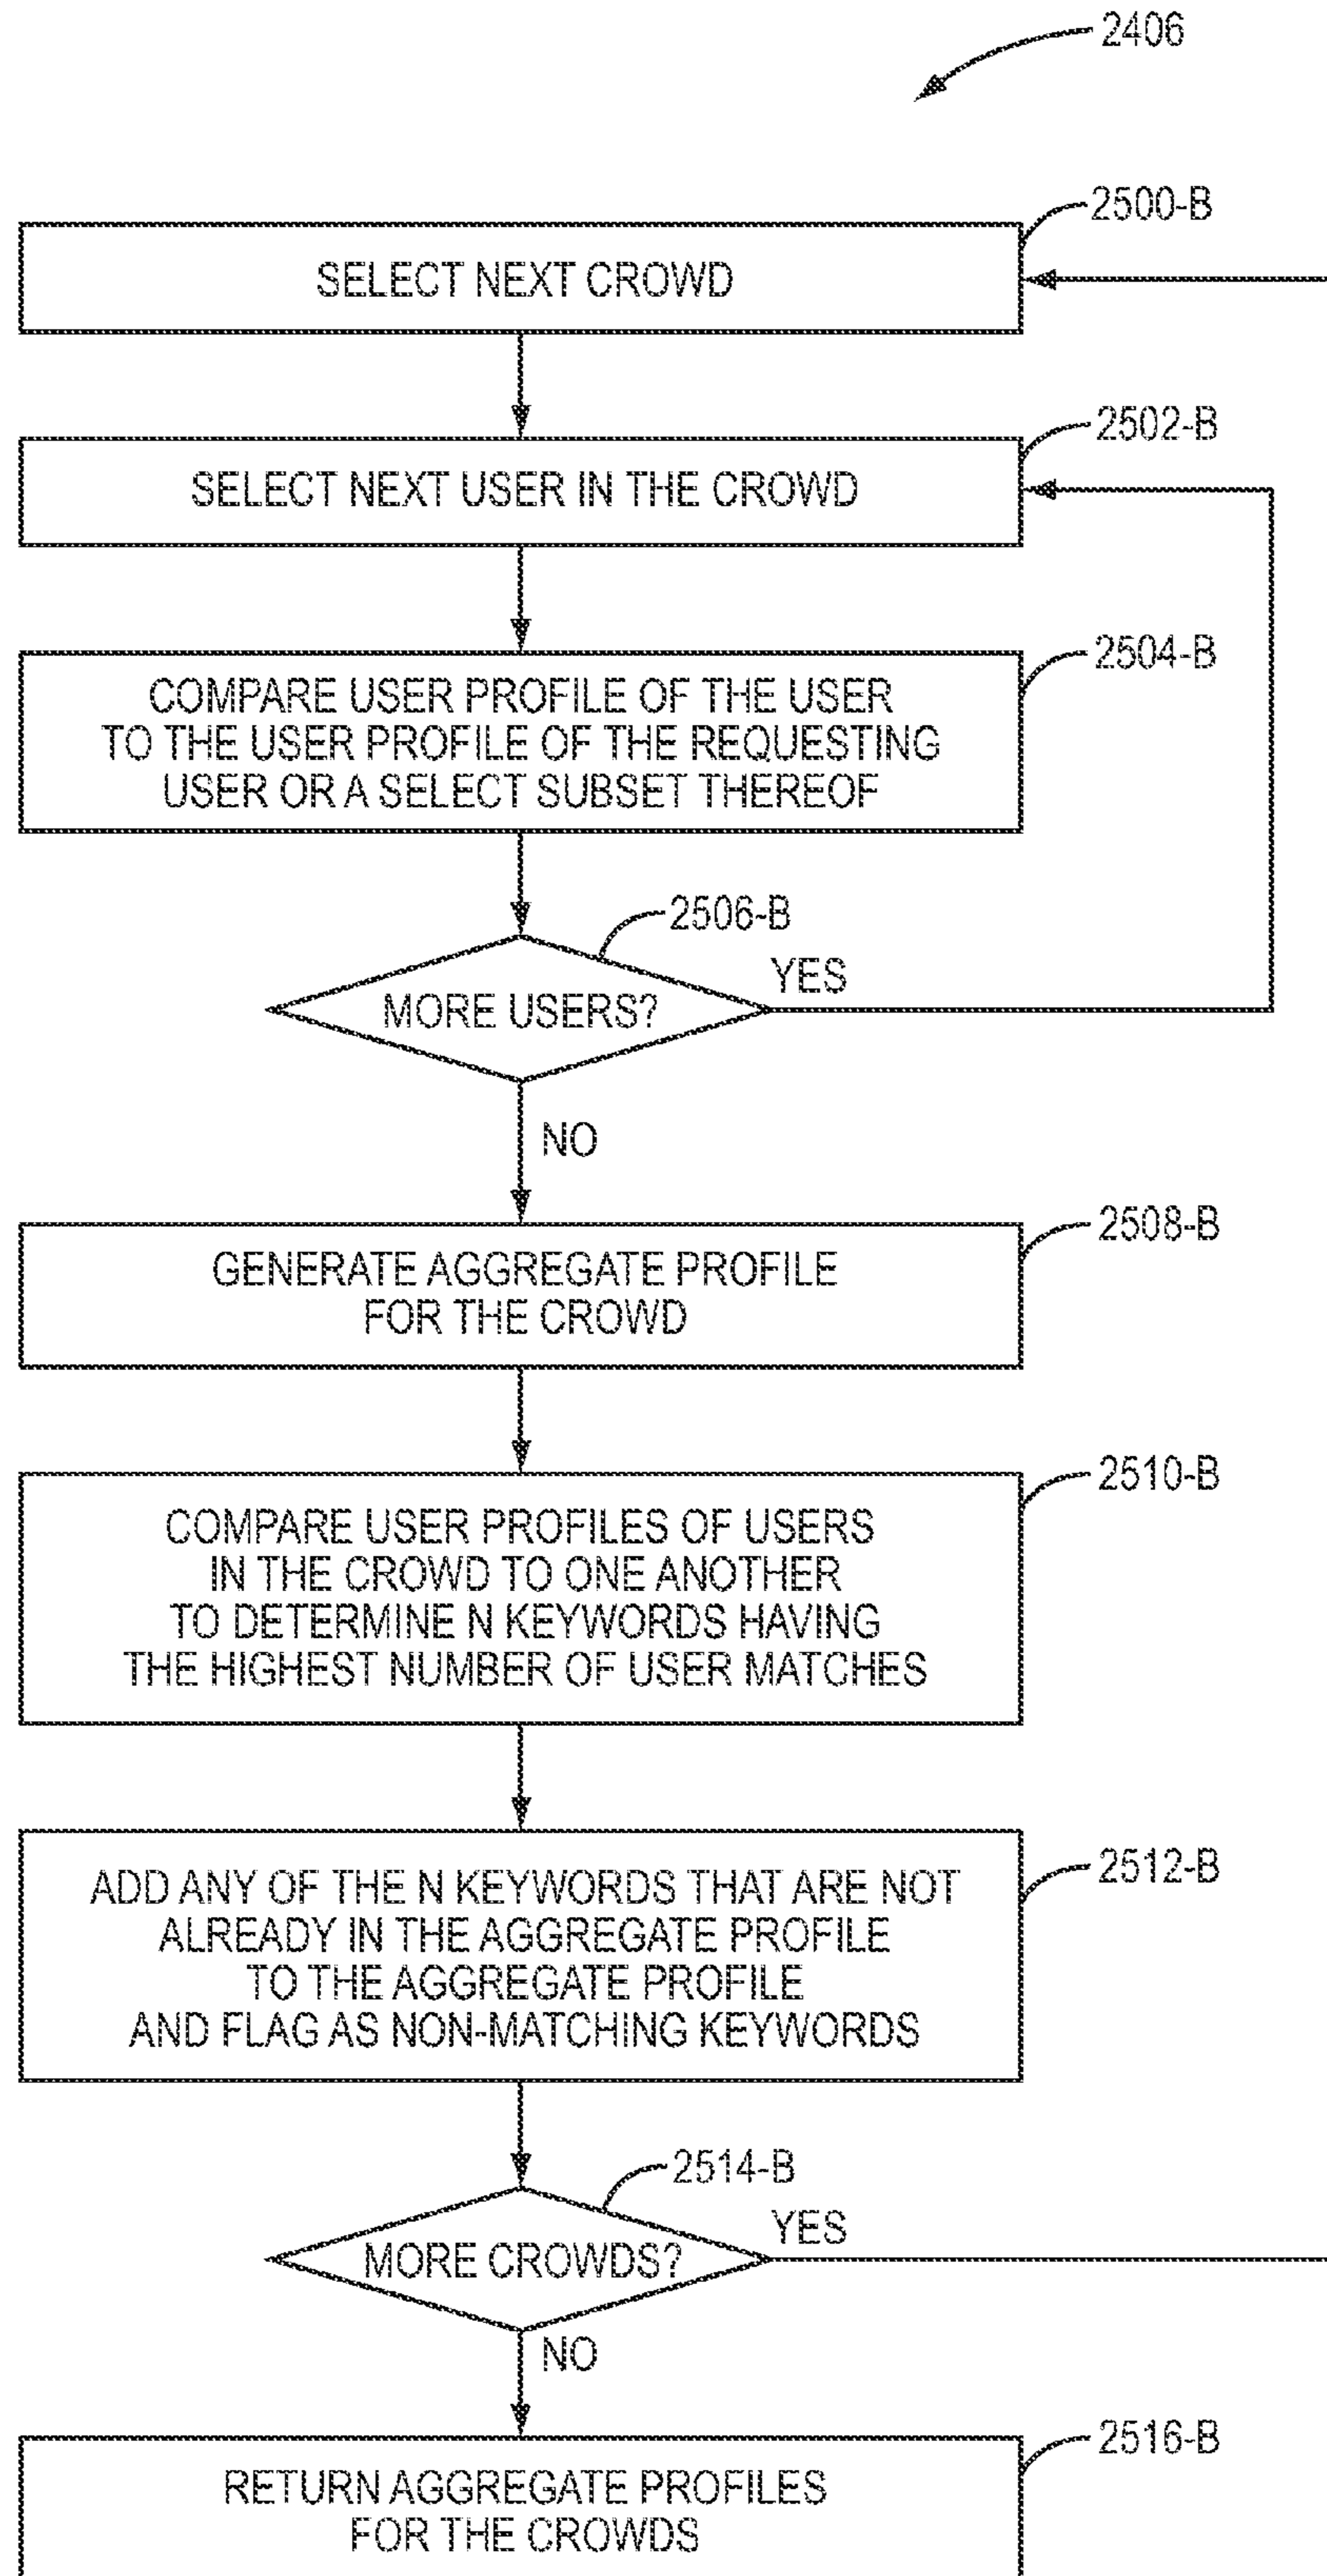 2406
2500-B
SELECT NEXT CROWD
2502-B
SELECT NEXT USER IN THE CROWD
2504-B
COMPARE USER PROFILE OF THE USER
TO THE USER PROFILE OF THE REQUESTING
USER OR A SELECT SUBSET THEREOF
2506-B
YES
MORE USERS?
NO
2508-B
GENERATE AGGREGATE PROFILE
FOR THE CROWD
2510-B
COMPARE USER PROFILES OF USERS
IN THE CROWD TO ONE ANOTHER
TO DETERMINE N KEYWORDS HAVING
THE HIGHEST NUMBER OF USER MATCHES
2512-B
ADD ANY OF THE N KEYWORDS THAT ARE NOT
ALREADY IN THE AGGREGATE PROFILE
TO THE AGGREGATE PROFILE
AND FLAG AS NON-MATCHING KEYWORDS
2514-B
YES
MORE CROWDS?
NO
2516-B
RETURN AGGREGATE PROFILES
FOR THE CROWDS